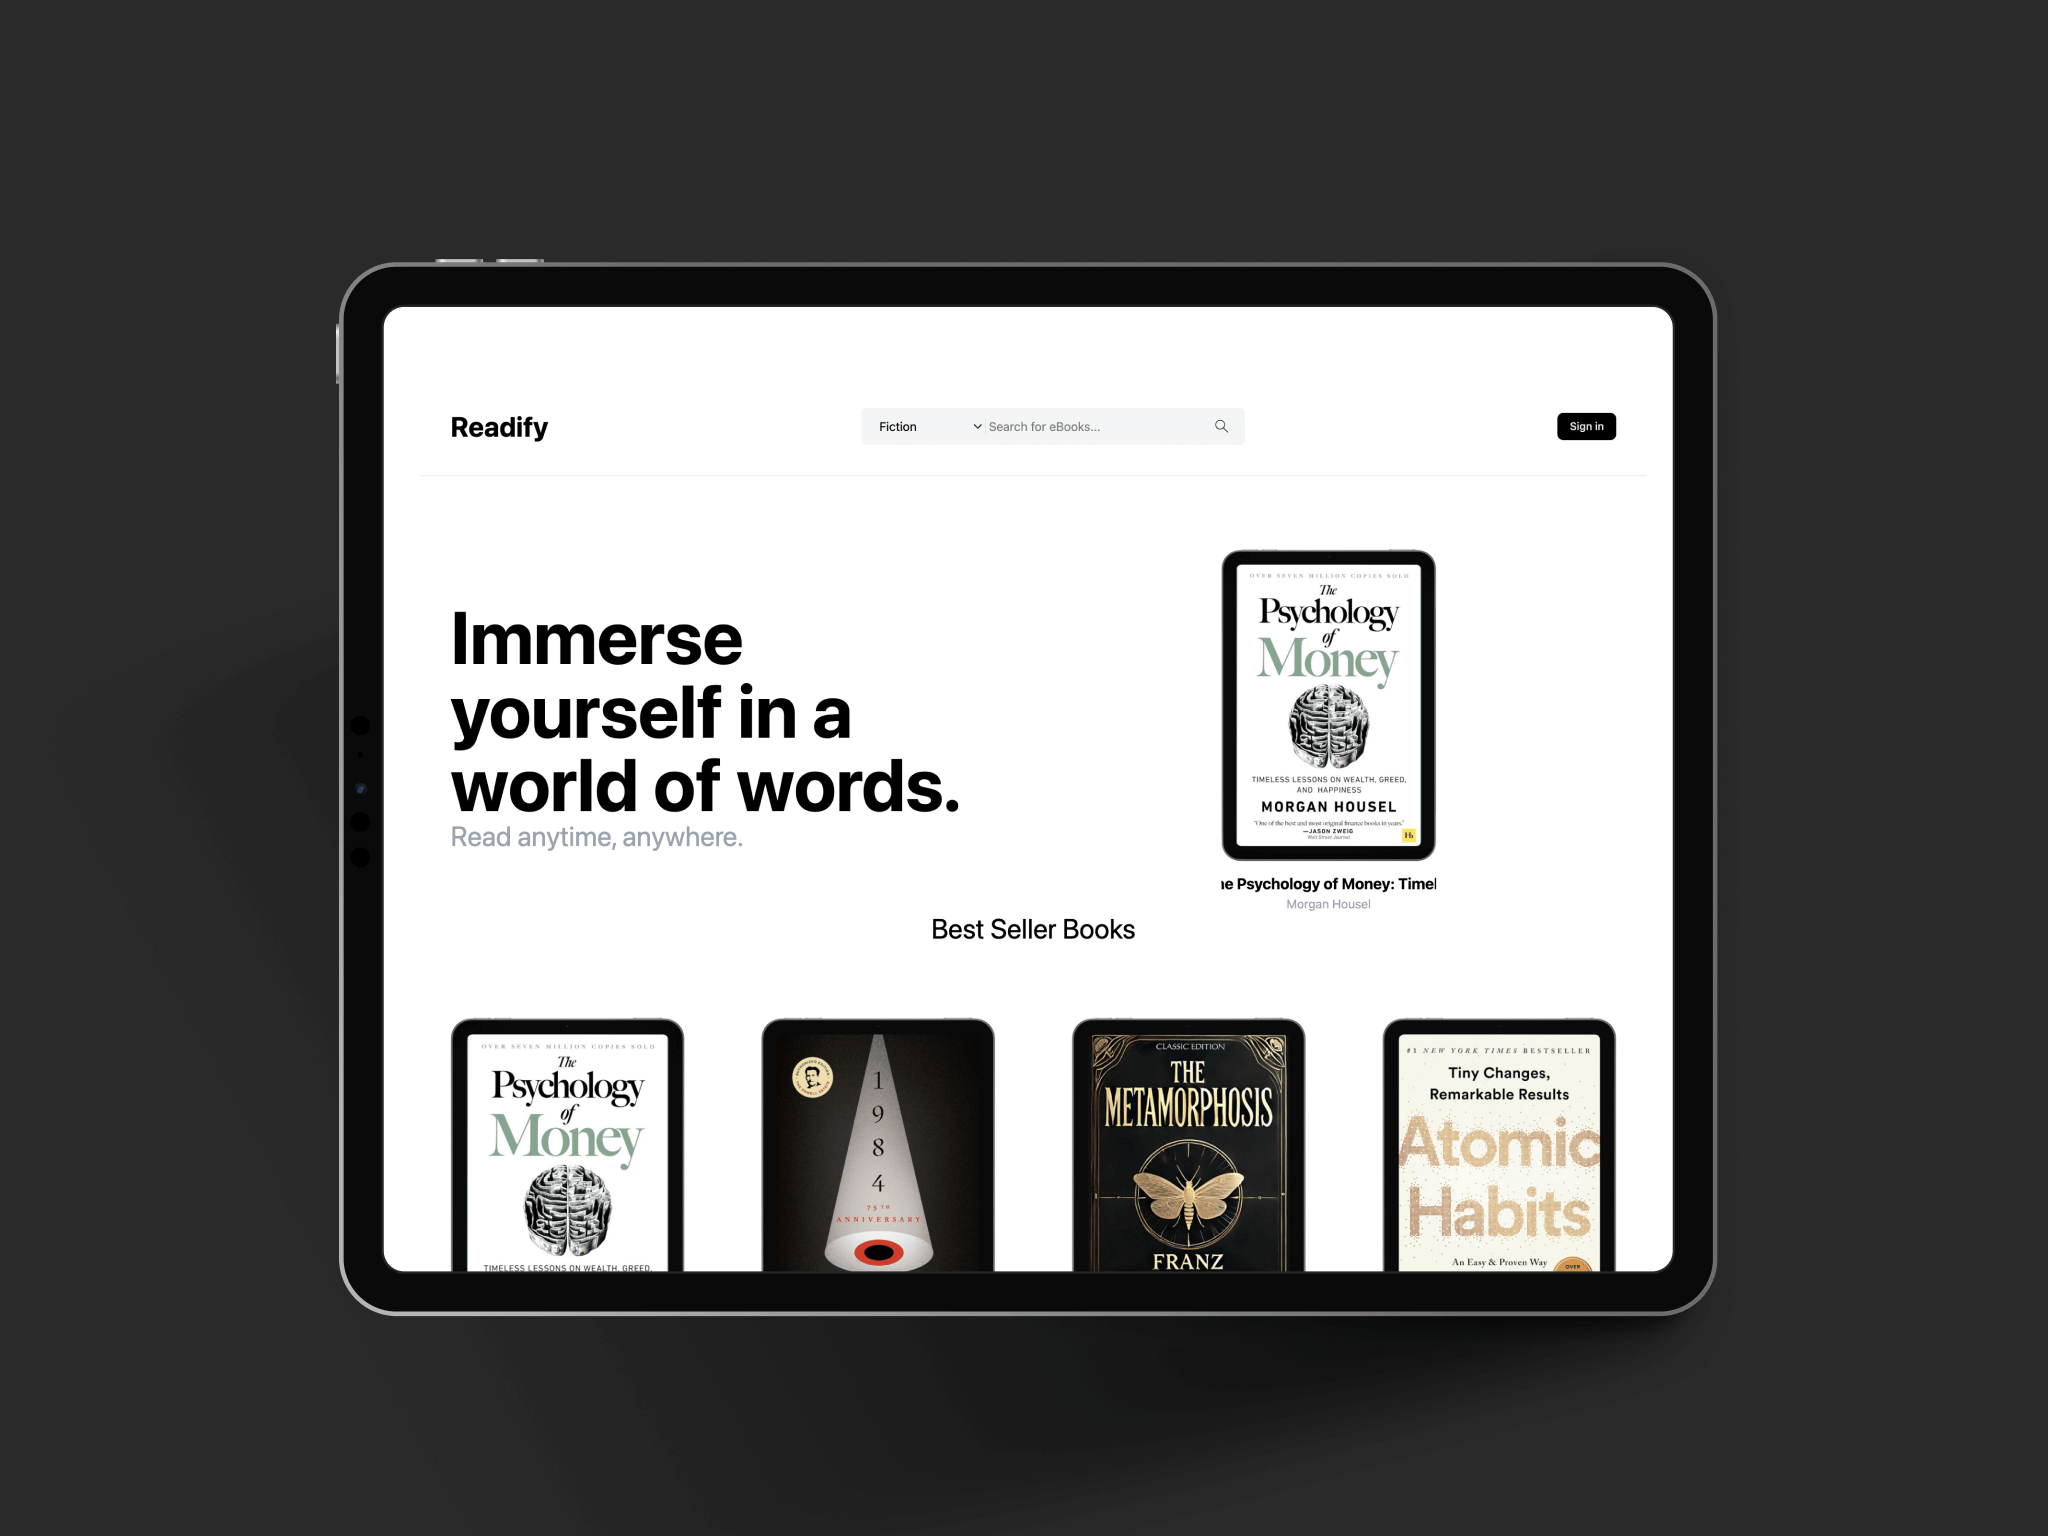 Readify
Fiction
Search for eBooks...
Sign in
Immerse
yourself in a
world of words.
Read anytime, anywhere.
OVER SEVEN MILLION COPIES SOLD
The
Psychology
of
Money
TIMELESS LESSONS ON WEALTH, GREED,
AND HAPPINESS
MORGAN HOUSEL
"One of the best and most original finance books in years."
—JASON ZWEIG
Wall Street Journal
Hh
e Psychology of Money: Timel
Morgan Housel
Best Seller Books
OVER SEVEN MILLION COPIES SOLD
The
Psychology
of
Money
TIMELESS LESSONS ON WEALTH, GREED,
1
9
8
4
75TH
ANNIVERSARY
CLASSIC EDITION
THE
METAMORPHOSIS
FRANZ
#1 NEW YORK TIMES BESTSELLER
Tiny Changes,
Remarkable Results
Atomic
Habits
An Easy & Proven Way
OVER